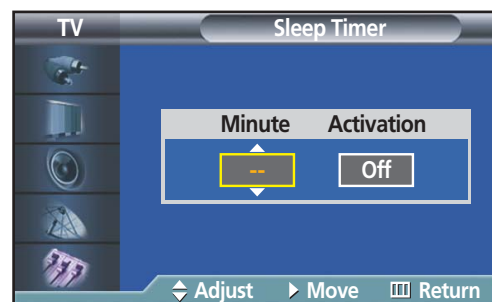 TV Sleep Timer
Minute Activation
-- Off
Adjust Move Return